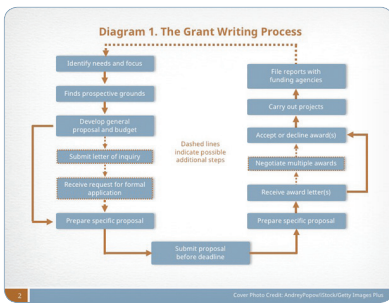 Diagram 1. The Grant Writing Process
Identify needs and focus
Finds prospective grounds
Develop general
proposal and budget
Submit letter of inquiry
Receive request for formal
application
Prepare specific proposal
Dashed lines
indicate possible
additional steps
Submit proposal
before deadline
File reports with
funding agencies
Carry out projects
Accept or decline award(s)
Negotiate multiple awards
Receive award letter(s)
Prepare specific proposal
2
Cover Photo Credit: AndreyPopov/iStock/Getty Images Plus